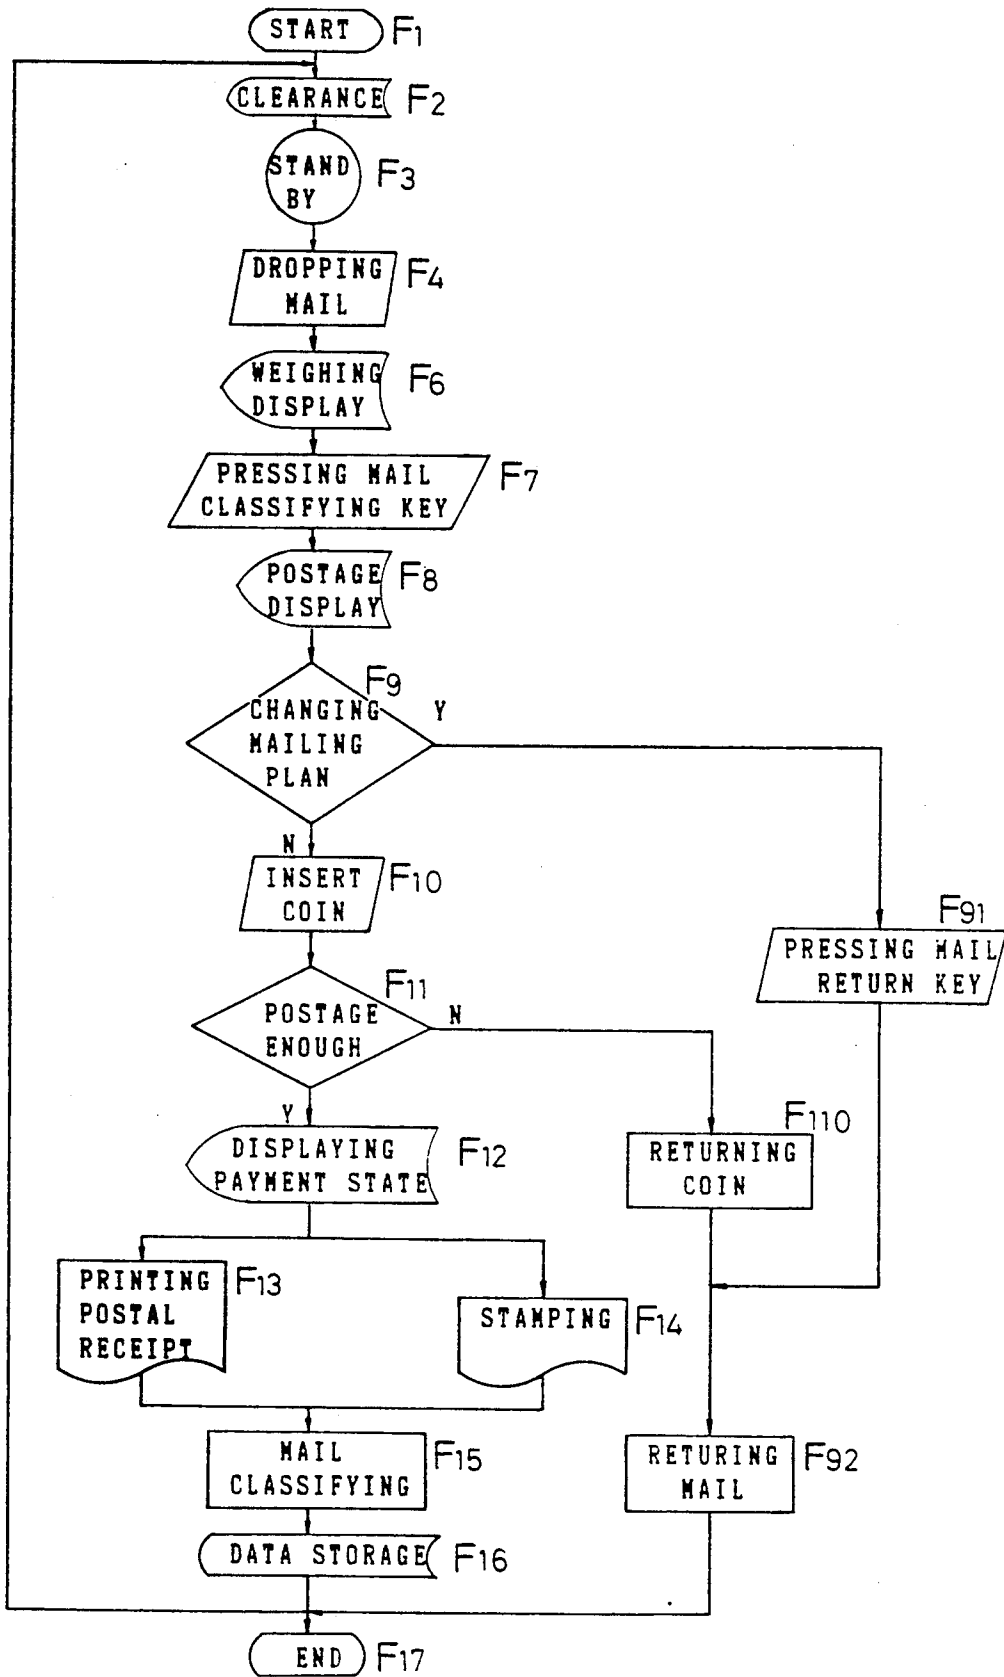 START F1
CLEARANCE F2
STAND F3
BY
DROPPING F4
MAIL
WEIGHING F6
DISPLAY
PRESSING MAIL F7
CLASSIFYING KEY
POSTAGE F8
DISPLAY
F9
CHANGING Y
MAILING
PLAN
N
INSERT F10
COIN
F91
PRESSING MAIL
RETURN KEY
F11
POSTAGE N
ENOUGH
Y
DISPLAYING F12
PAYMENT STATE
F110
RETURNING
COIN
PRINTING F13
POSTAL
RECEIPT
STAMPING F14
MAIL F15
CLASSIFYING
RETURING F92
MAIL
DATA STORAGE F16
END F17